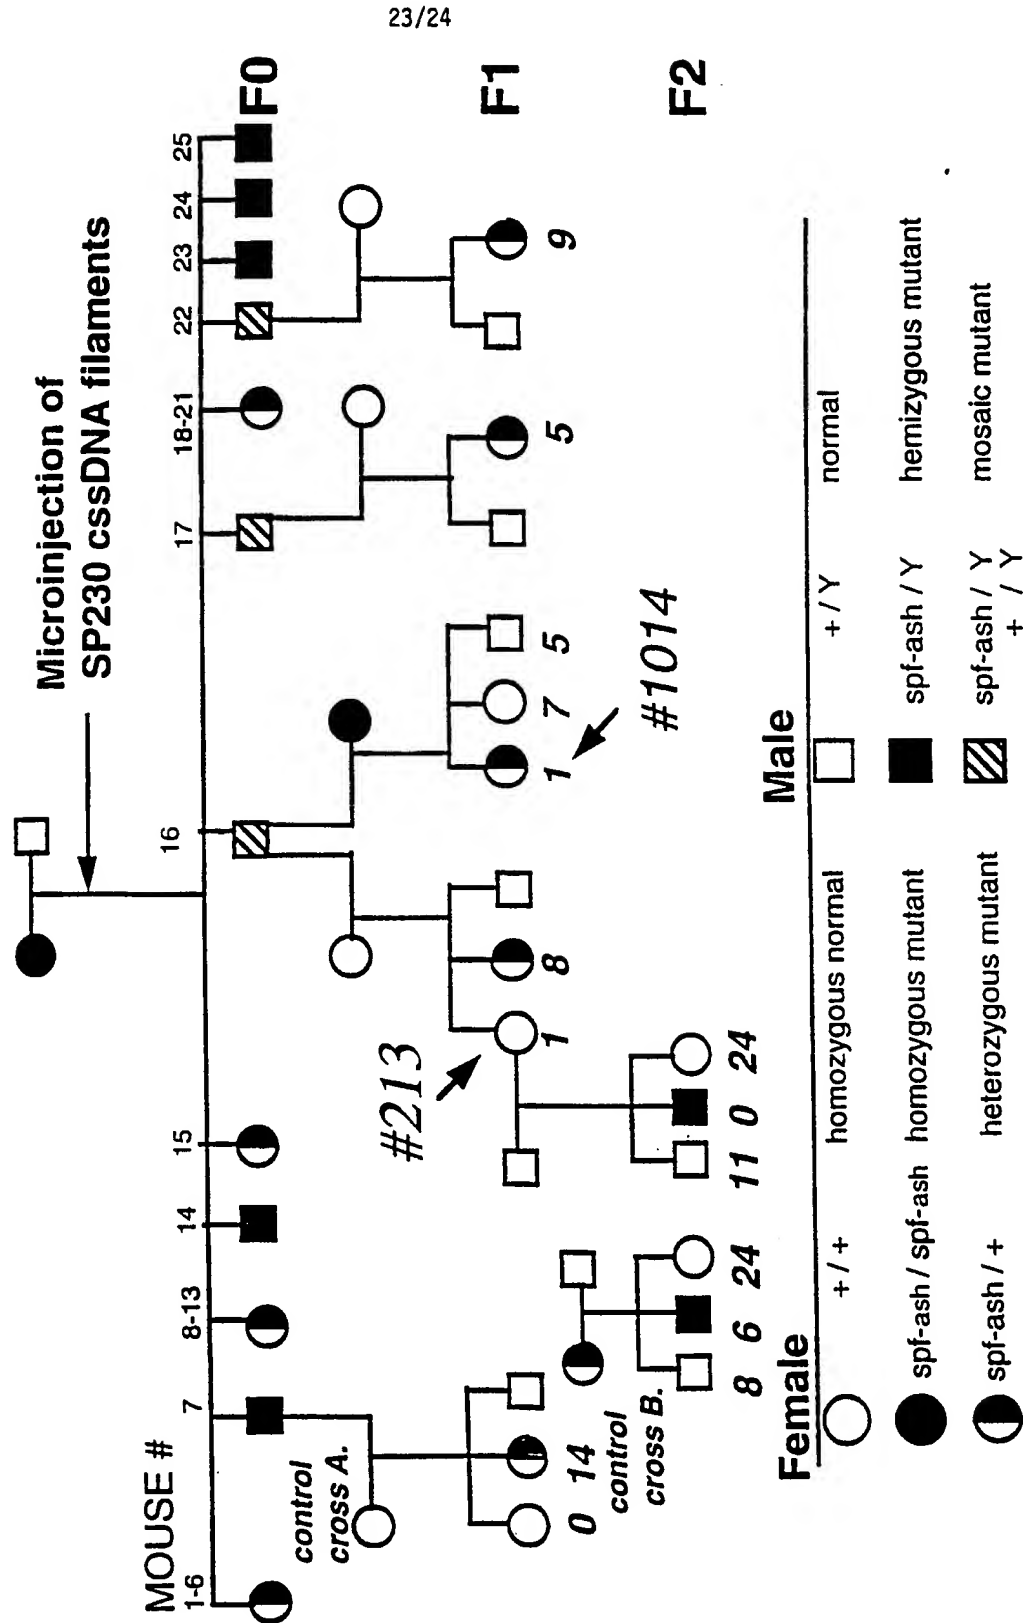 23/24
Microinjection of
SP230 cssDNA filaments
MOUSE #
1-6
7
8-13
14
15
16
17
18-21
22
23
24
25
F0
control
cross A.
0 14
#213
1
8
1
7
5
#1014
5
9
F1
control
cross B.
8 6 24
11 0 24
F2
Female
Male
+ / +
homozygous normal
+ / Y
normal
spf-ash / spf-ash
homozygous mutant
spf-ash / Y
hemizygous mutant
spf-ash / +
heterozygous mutant
spf-ash / Y
+ / Y
mosaic mutant